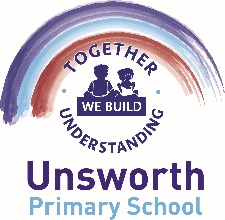 TOGETHER
WE BUILD
UNDERSTANDING
Unsworth
Primary School